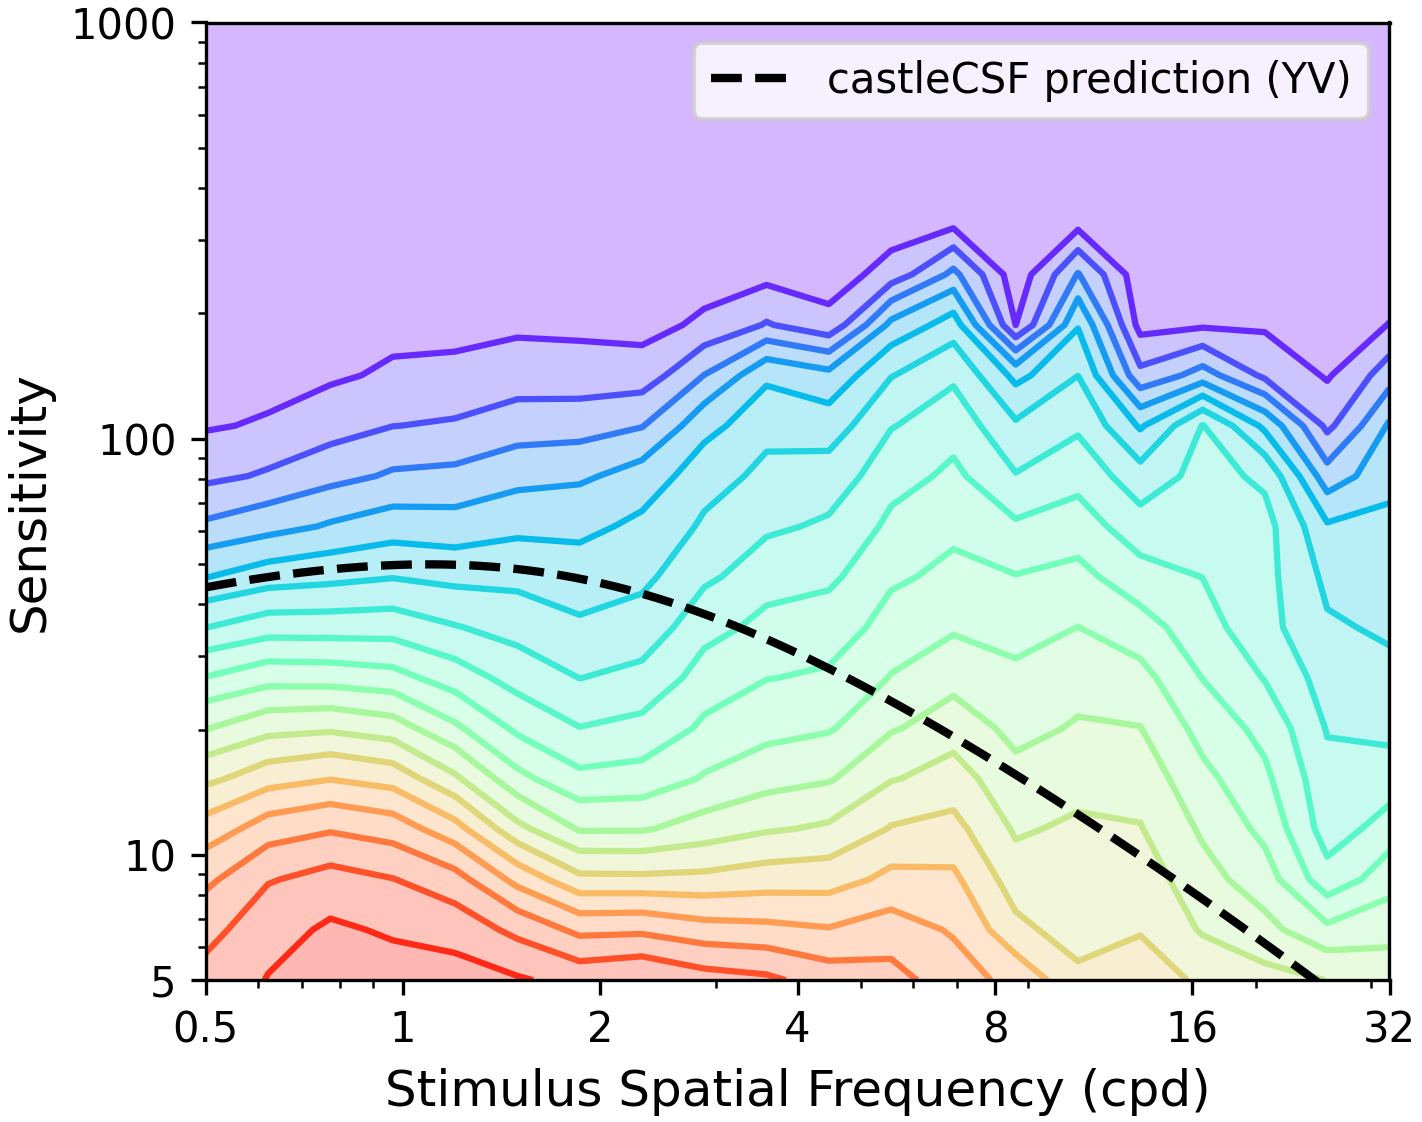 1000
castleCSF prediction (YV)
100
Sensitivity
10
5
0.5 1 2 4 8 16 32
Stimulus Spatial Frequency (cpd)